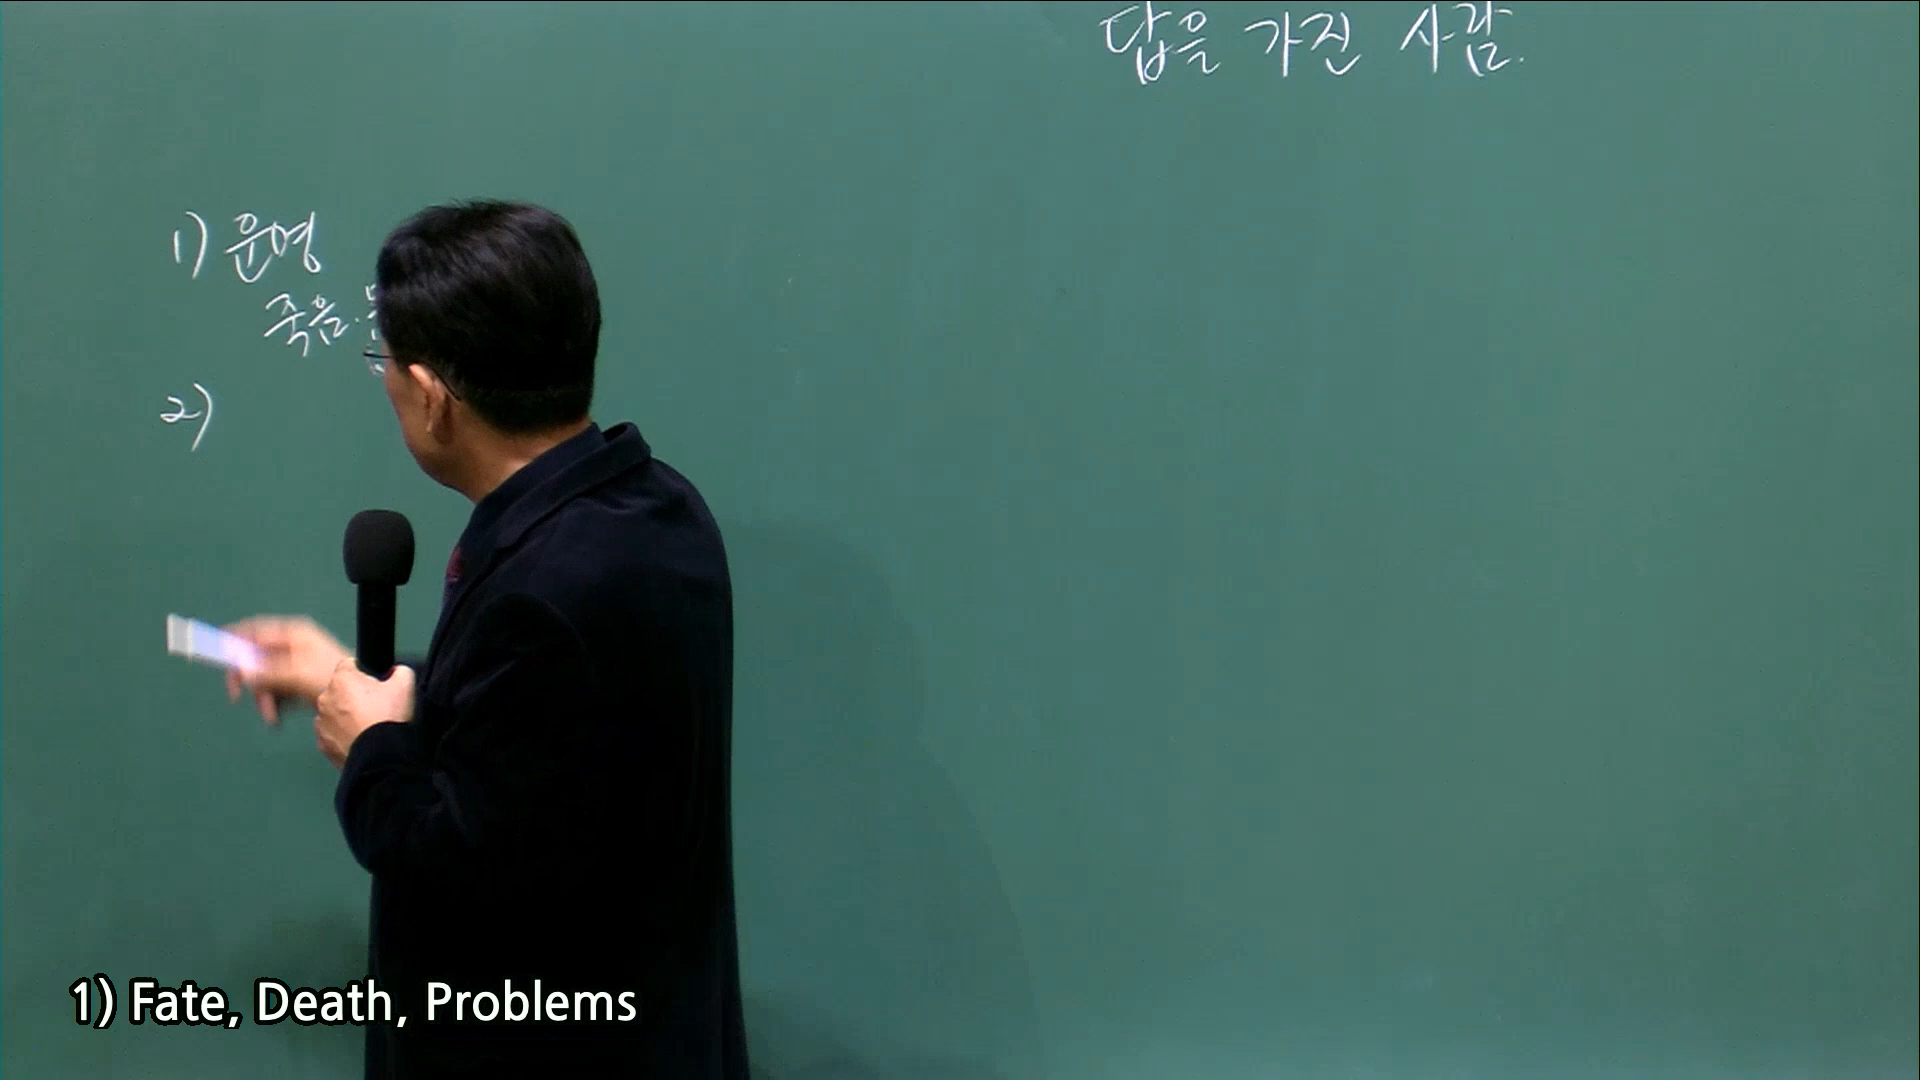 답을 가진 사람.
1) 운명
죽음.
2)
1) Fate, Death, Problems